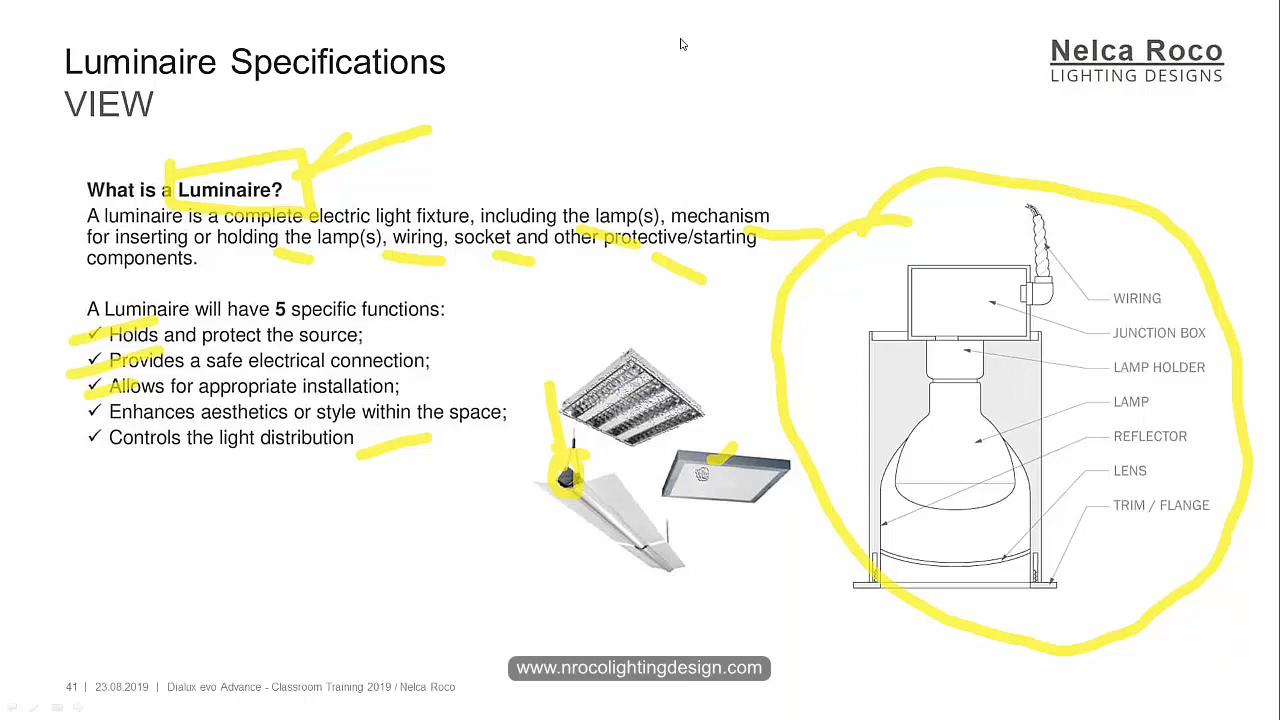 Luminaire Specifications
VIEW
Nelca Roco
LIGHTING DESIGNS
What is a Luminaire?
A luminaire is a complete electric light fixture, including the lamp(s), mechanism
for inserting or holding the lamp(s), wiring, socket and other protective/starting
components.
A Luminaire will have 5 specific functions:
✓ Holds and protect the source;
✓ Provides a safe electrical connection;
✓ Allows for appropriate installation;
✓ Enhances aesthetics or style within the space;
✓ Controls the light distribution
WIRING
JUNCTION BOX
LAMP HOLDER
LAMP
REFLECTOR
LENS
TRIM / FLANGE
www.nrocolightingdesign.com
41 | 23.08.2019 | Dialux evo Advance - Classroom Training 2019 / Nelca Roco